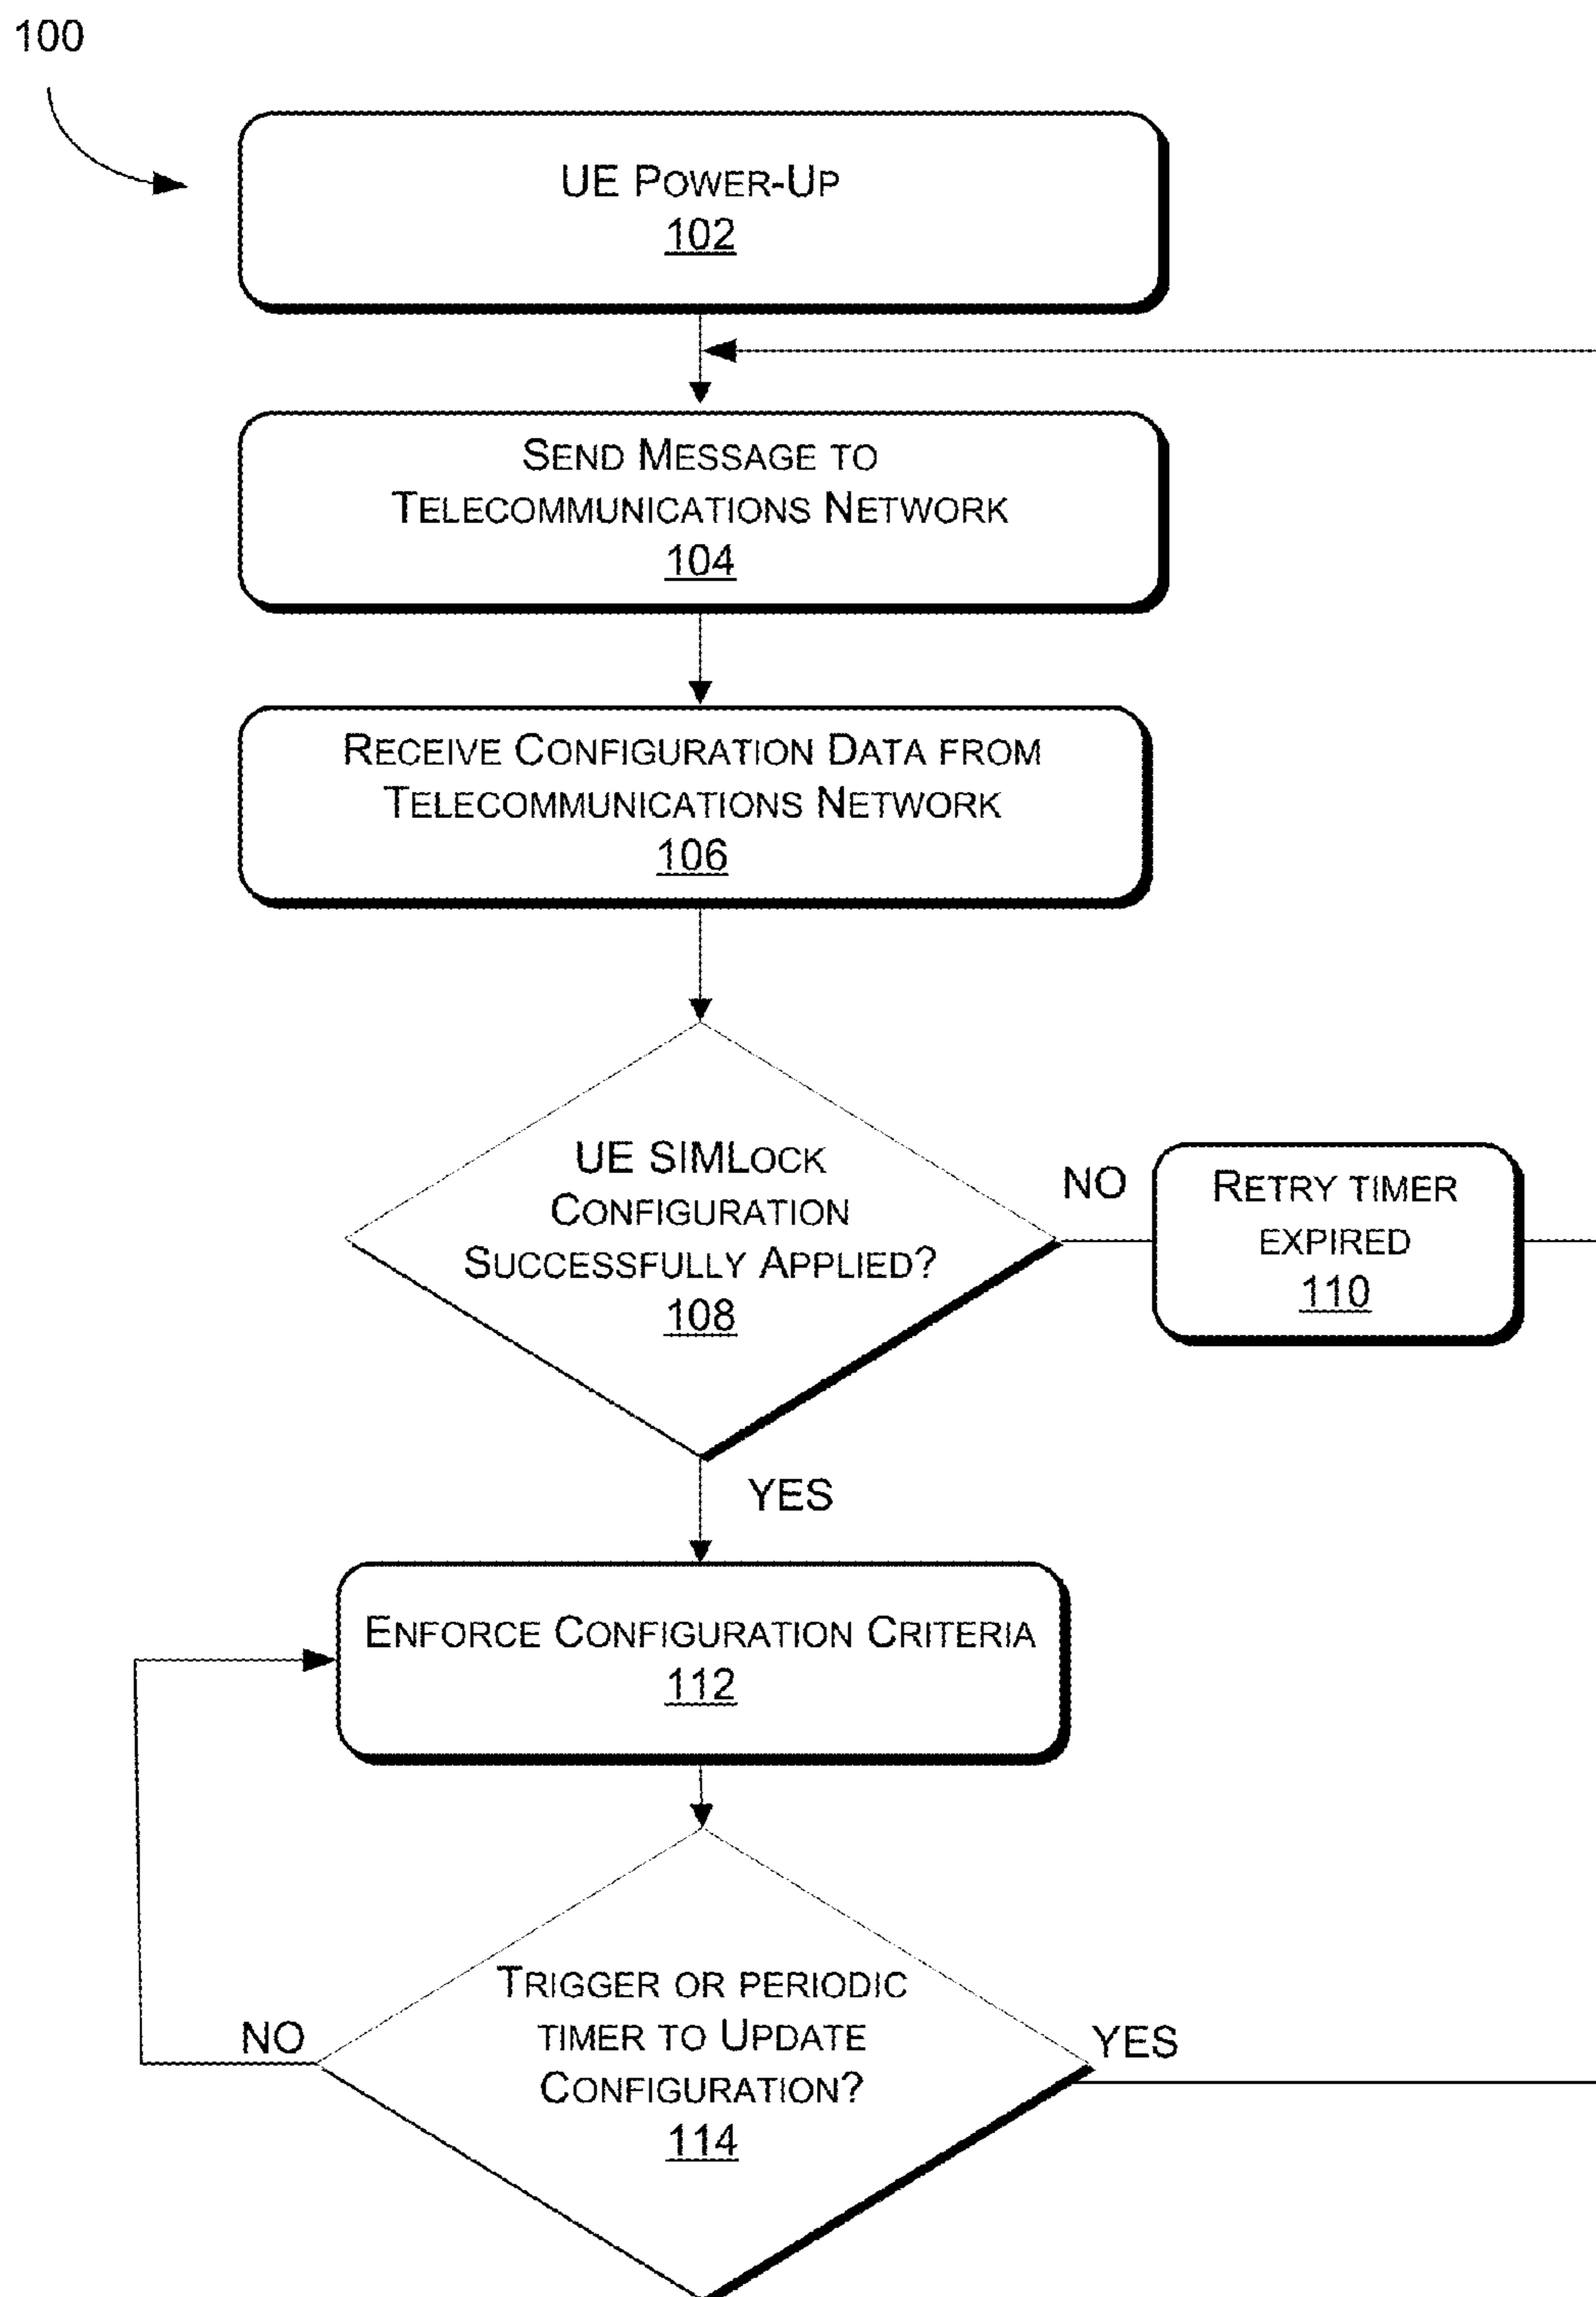 100
UE POWER-UP
102
SEND MESSAGE TO
TELECOMMUNICATIONS NETWORK
104
RECEIVE CONFIGURATION DATA FROM
TELECOMMUNICATIONS NETWORK
106
UE SIMLOCK
CONFIGURATION
SUCCESSFULLY APPLIED?
108
NO
RETRY TIMER
EXPIRED
110
YES
ENFORCE CONFIGURATION CRITERIA
112
TRIGGER OR PERIODIC
TIMER TO UPDATE
CONFIGURATION?
114
NO
YES